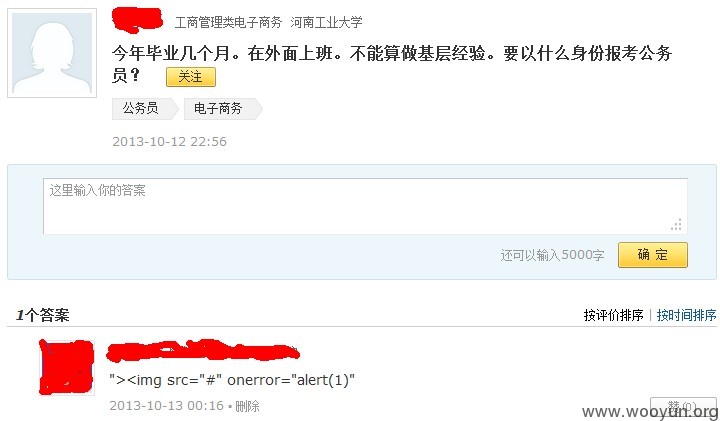 工商管理类电子商务 河南工业大学
今年毕业几个月。在外面上班。不能算做基层经验。要以什么身份报考公务
员？ 关注
公务员 电子商务
2013-10-12 22:56
这里输入你的答案
还可以输入5000字 确 定
1个答案 按评价排序 | 按时间排序
"><img src="#" onerror="alert(1)"
2013-10-13 00:16 • 删除
赞(0)
www.wooyun.org